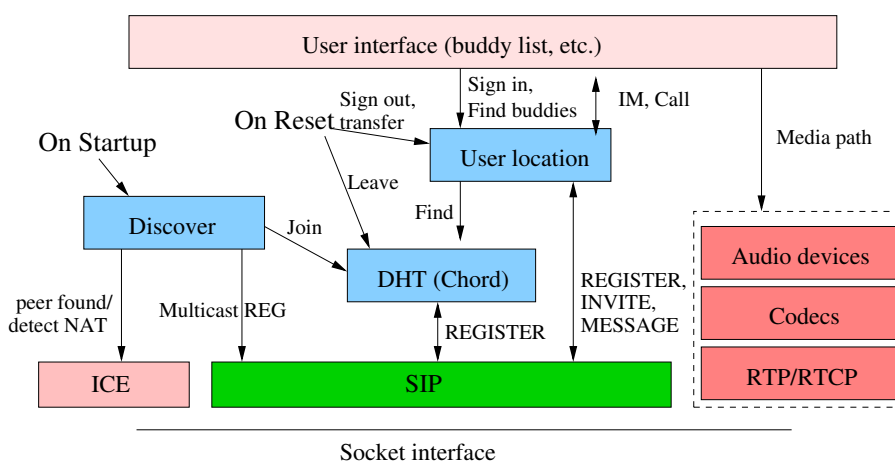 User interface (buddy list, etc.)
Sign in,
Find buddies
IM, Call
Sign out,
transfer
On Reset
On Startup
User location
Media path
Leave
Find
Discover
Join
DHT (Chord)
Audio devices
peer found/
detect NAT
Multicast REG
REGISTER
REGISTER,
INVITE,
MESSAGE
Codecs
ICE
SIP
RTP/RTCP
Socket interface